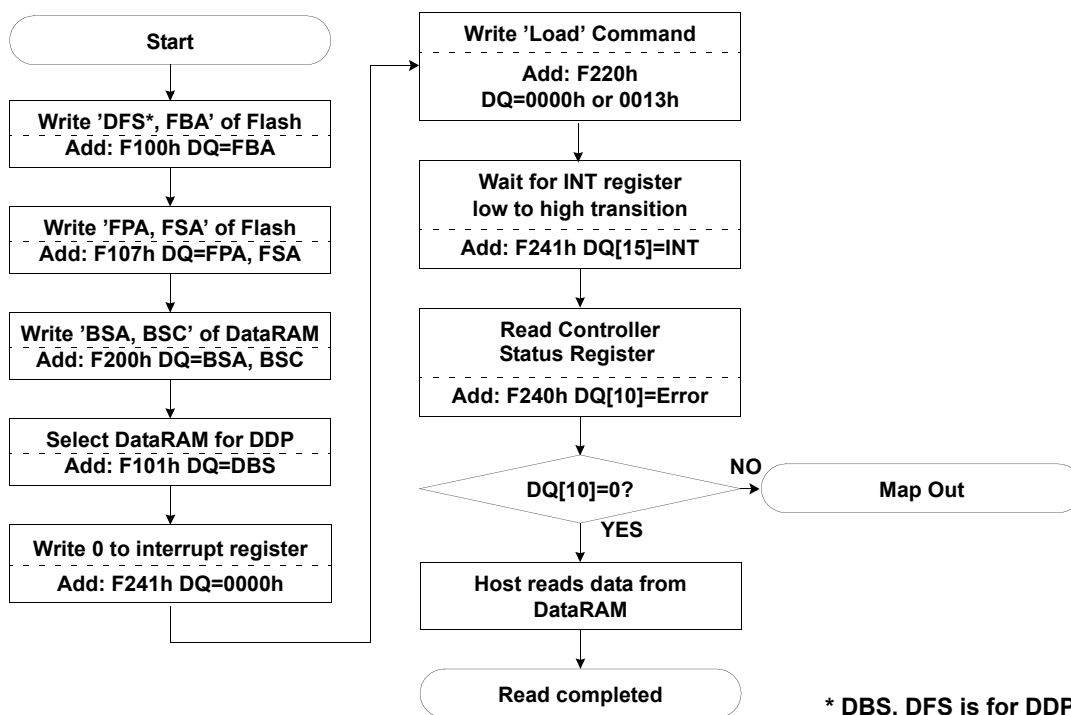 Start
Write ’DFS*, FBA’ of Flash
Add: F100h DQ=FBA
Write ’FPA, FSA’ of Flash
Add: F107h DQ=FPA, FSA
Write ’BSA, BSC’ of DataRAM
Add: F200h DQ=BSA, BSC
Select DataRAM for DDP
Add: F101h DQ=DBS
Write 0 to interrupt register
Add: F241h DQ=0000h
Write ’Load’ Command
Add: F220h
DQ=0000h or 0013h
Wait for INT register
low to high transition
Add: F241h DQ[15]=INT
Read Controller
Status Register
Add: F240h DQ[10]=Error
DQ[10]=0?
NO
Map Out
YES
Host reads data from
DataRAM
Read completed
* DBS, DFS is for DDP